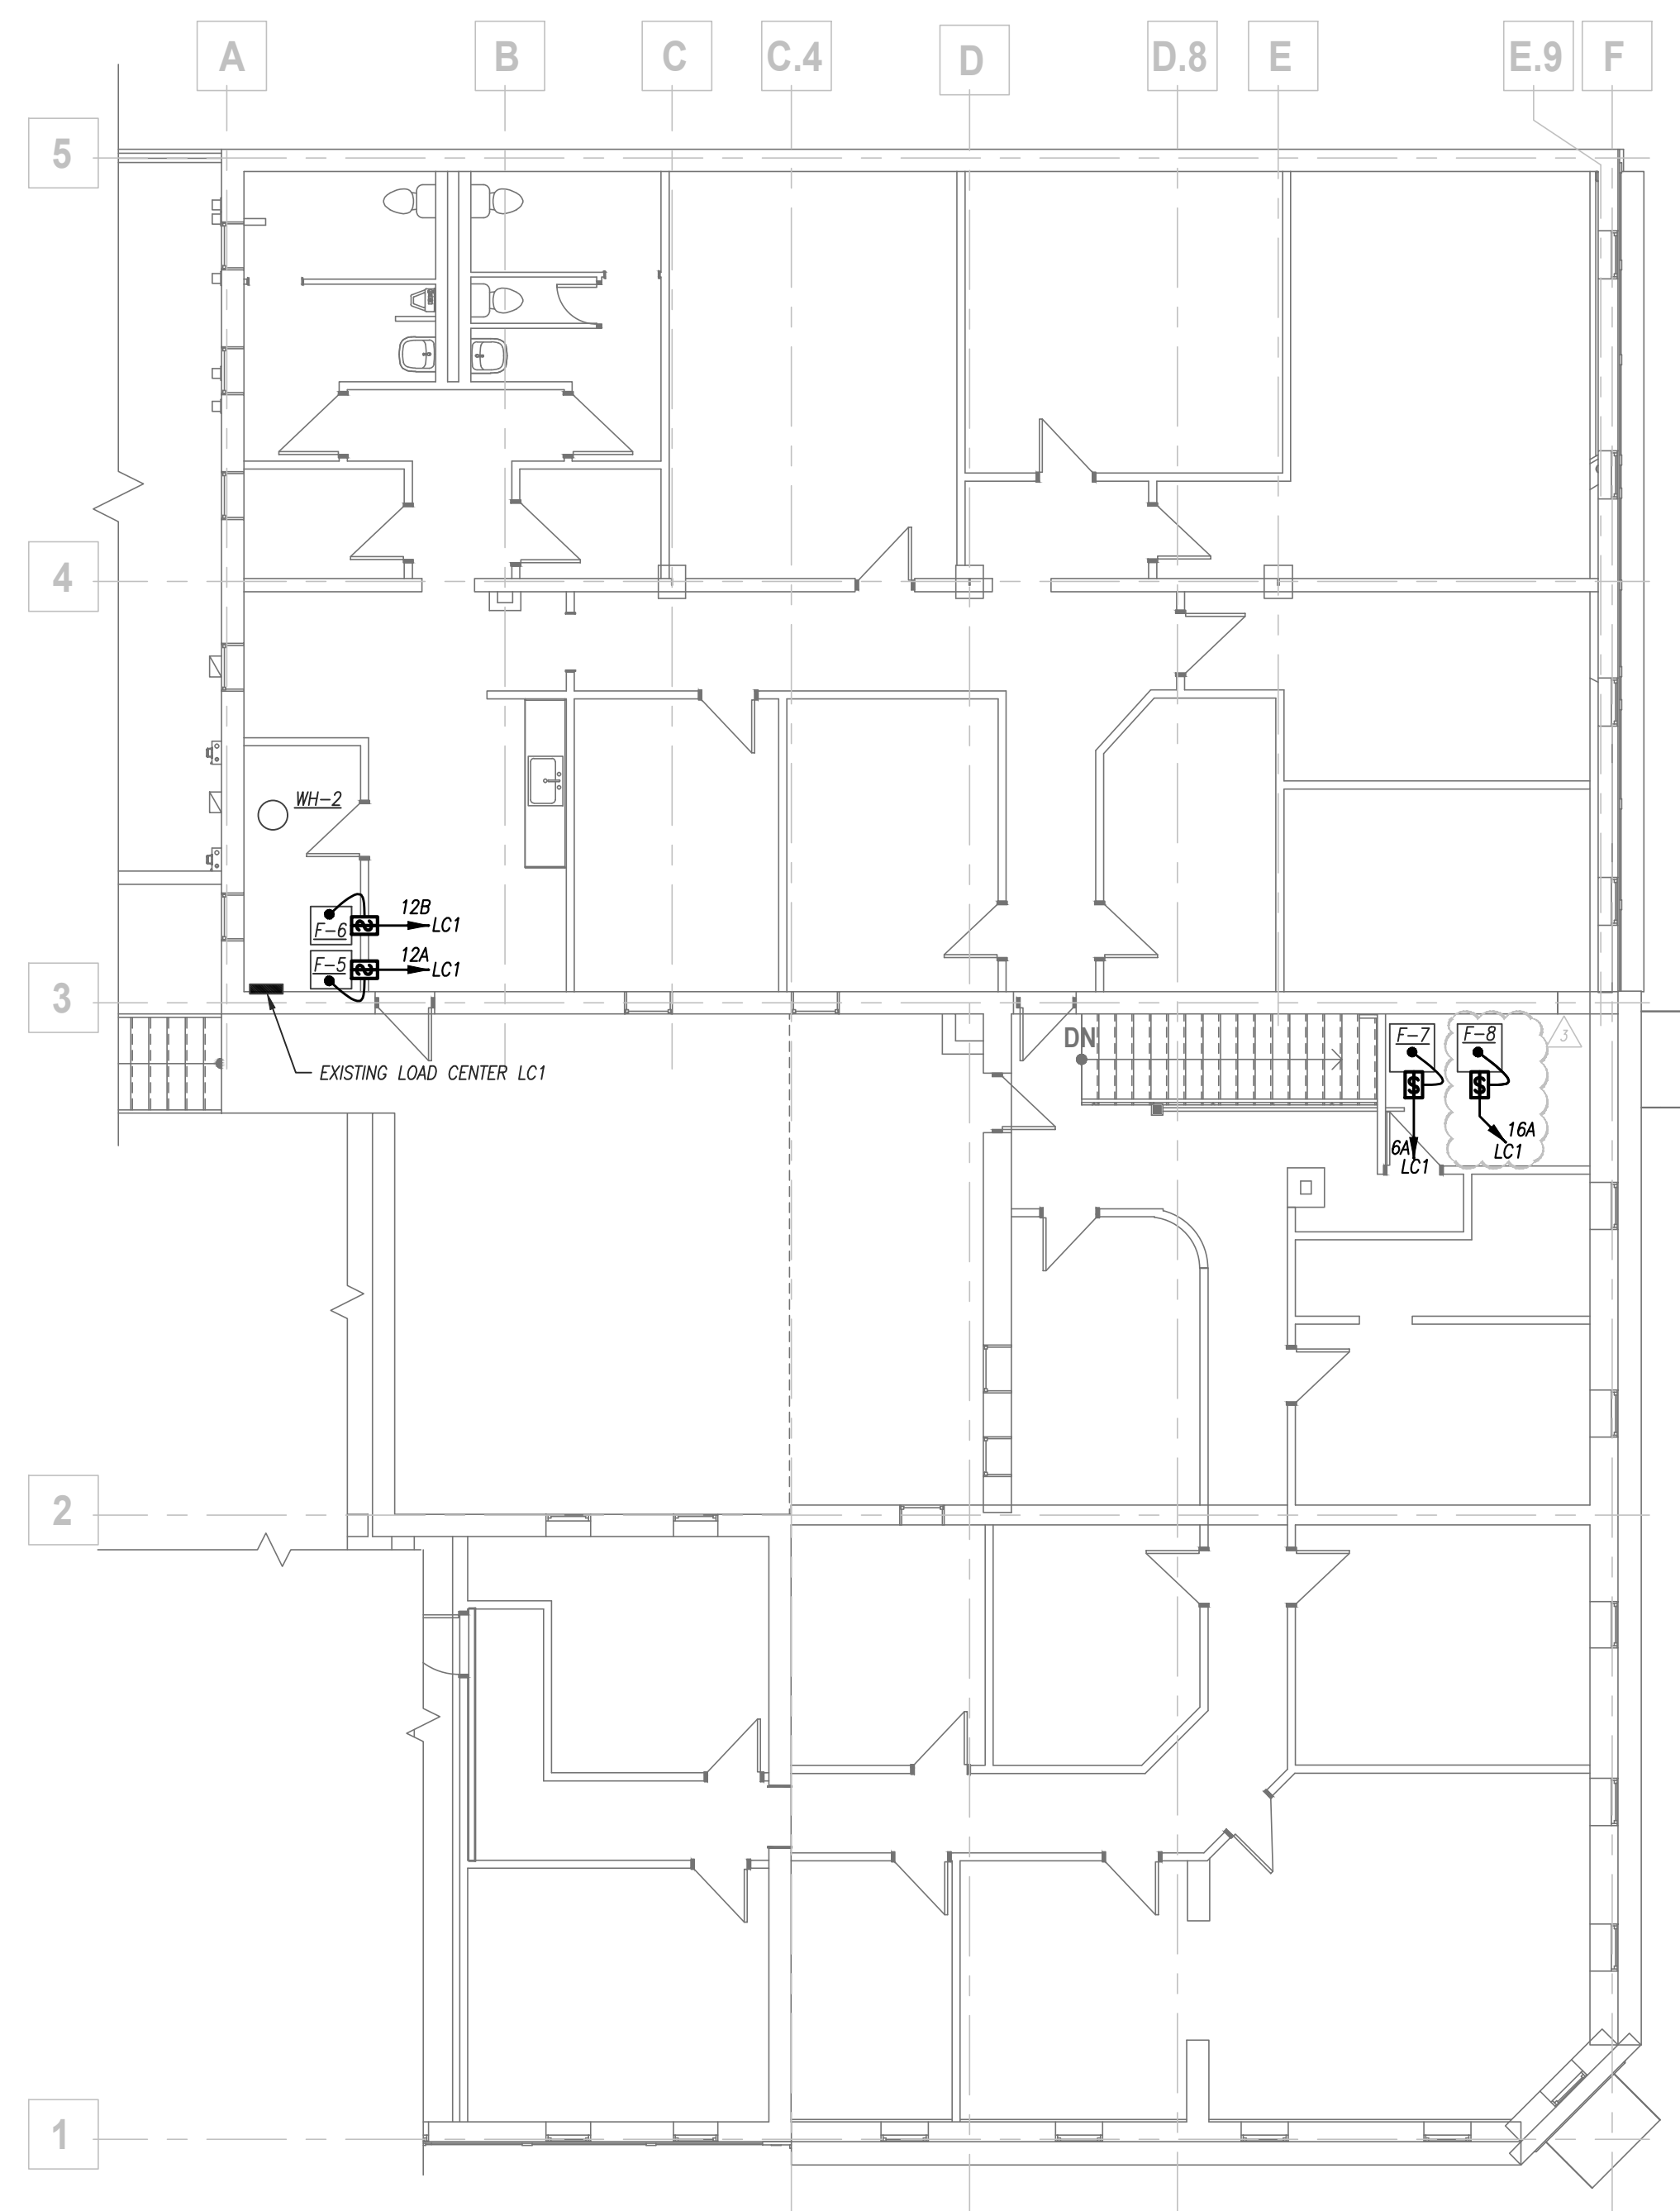 A
B
C
C.4
D
D.8
E
E.9
F
5
4
WH-2
12B
F-6
LC1
12A
F-5
LC1
3
DN
F-7
F-8
3
EXISTING LOAD CENTER LC1
6A
LC1
16A
LC1
2
1